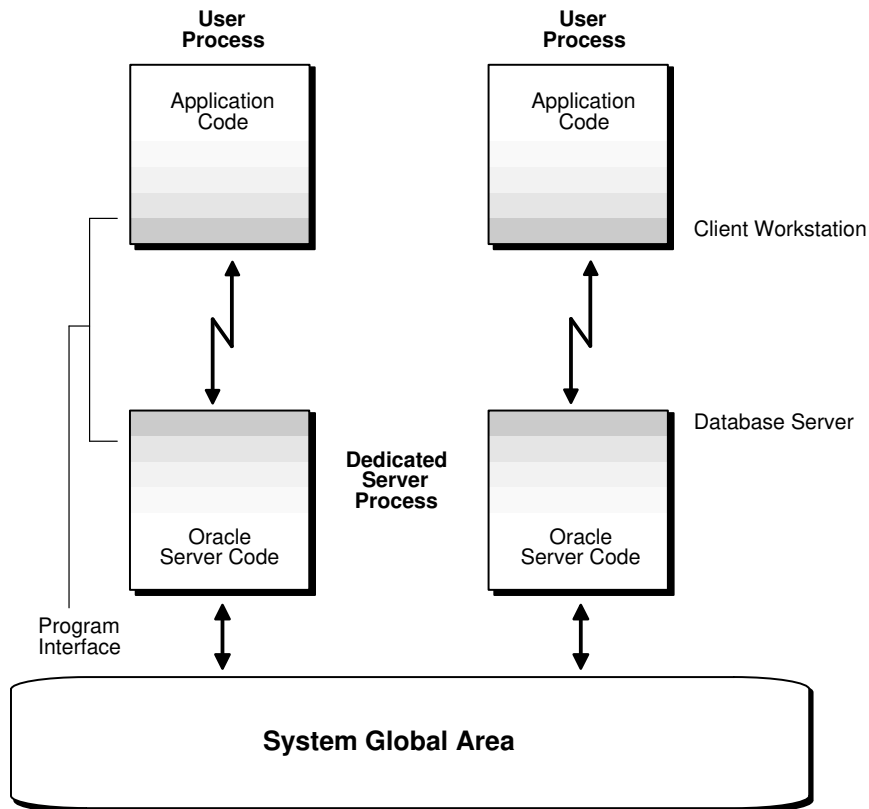 User
Process
User
Process
Application
Code
Application
Code
Client Workstation
Database Server
Dedicated
Server
Process
Oracle
Server Code
Oracle
Server Code
Program
Interface
System Global Area